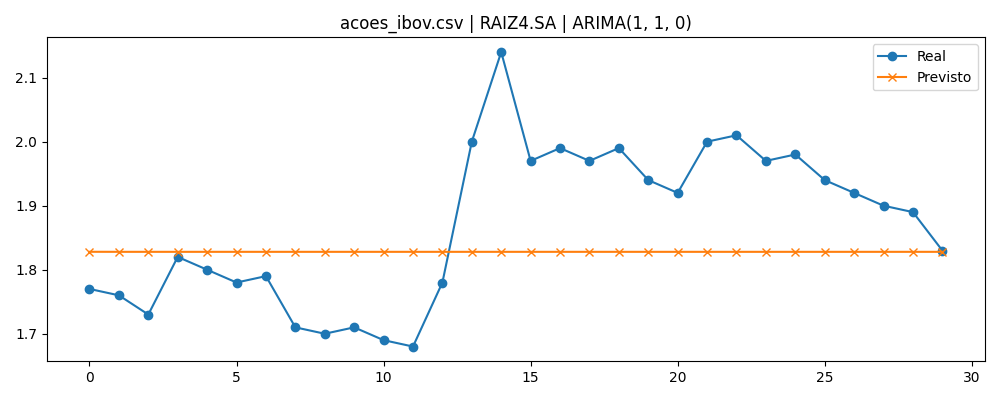 acoes_ibov.csv | RAIZ4.SA | ARIMA(1, 1, 0)
Real
Previsto
2.1
2.0
1.9
1.8
1.7
0 5 10 15 20 25 30